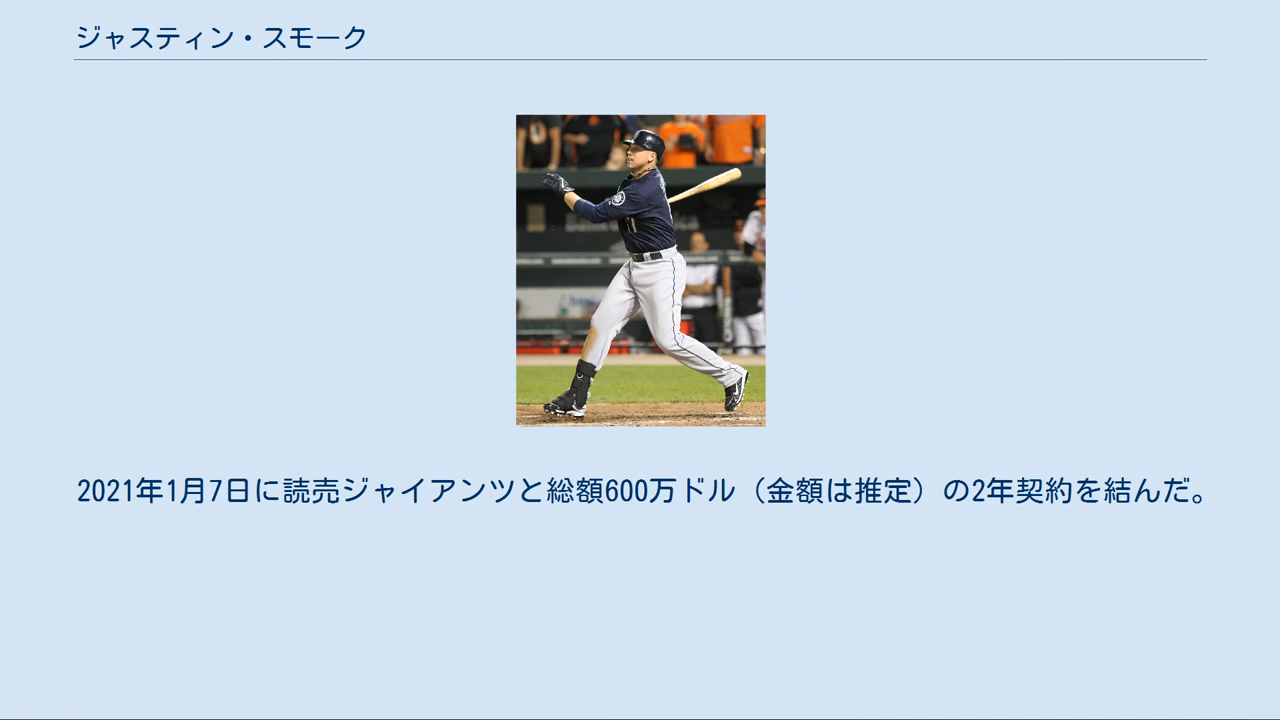 ジャスティン・スモーク
2021年1月7日に読売ジャイアンツと総額600万ドル（金額は推定）の2年契約を結んだ。